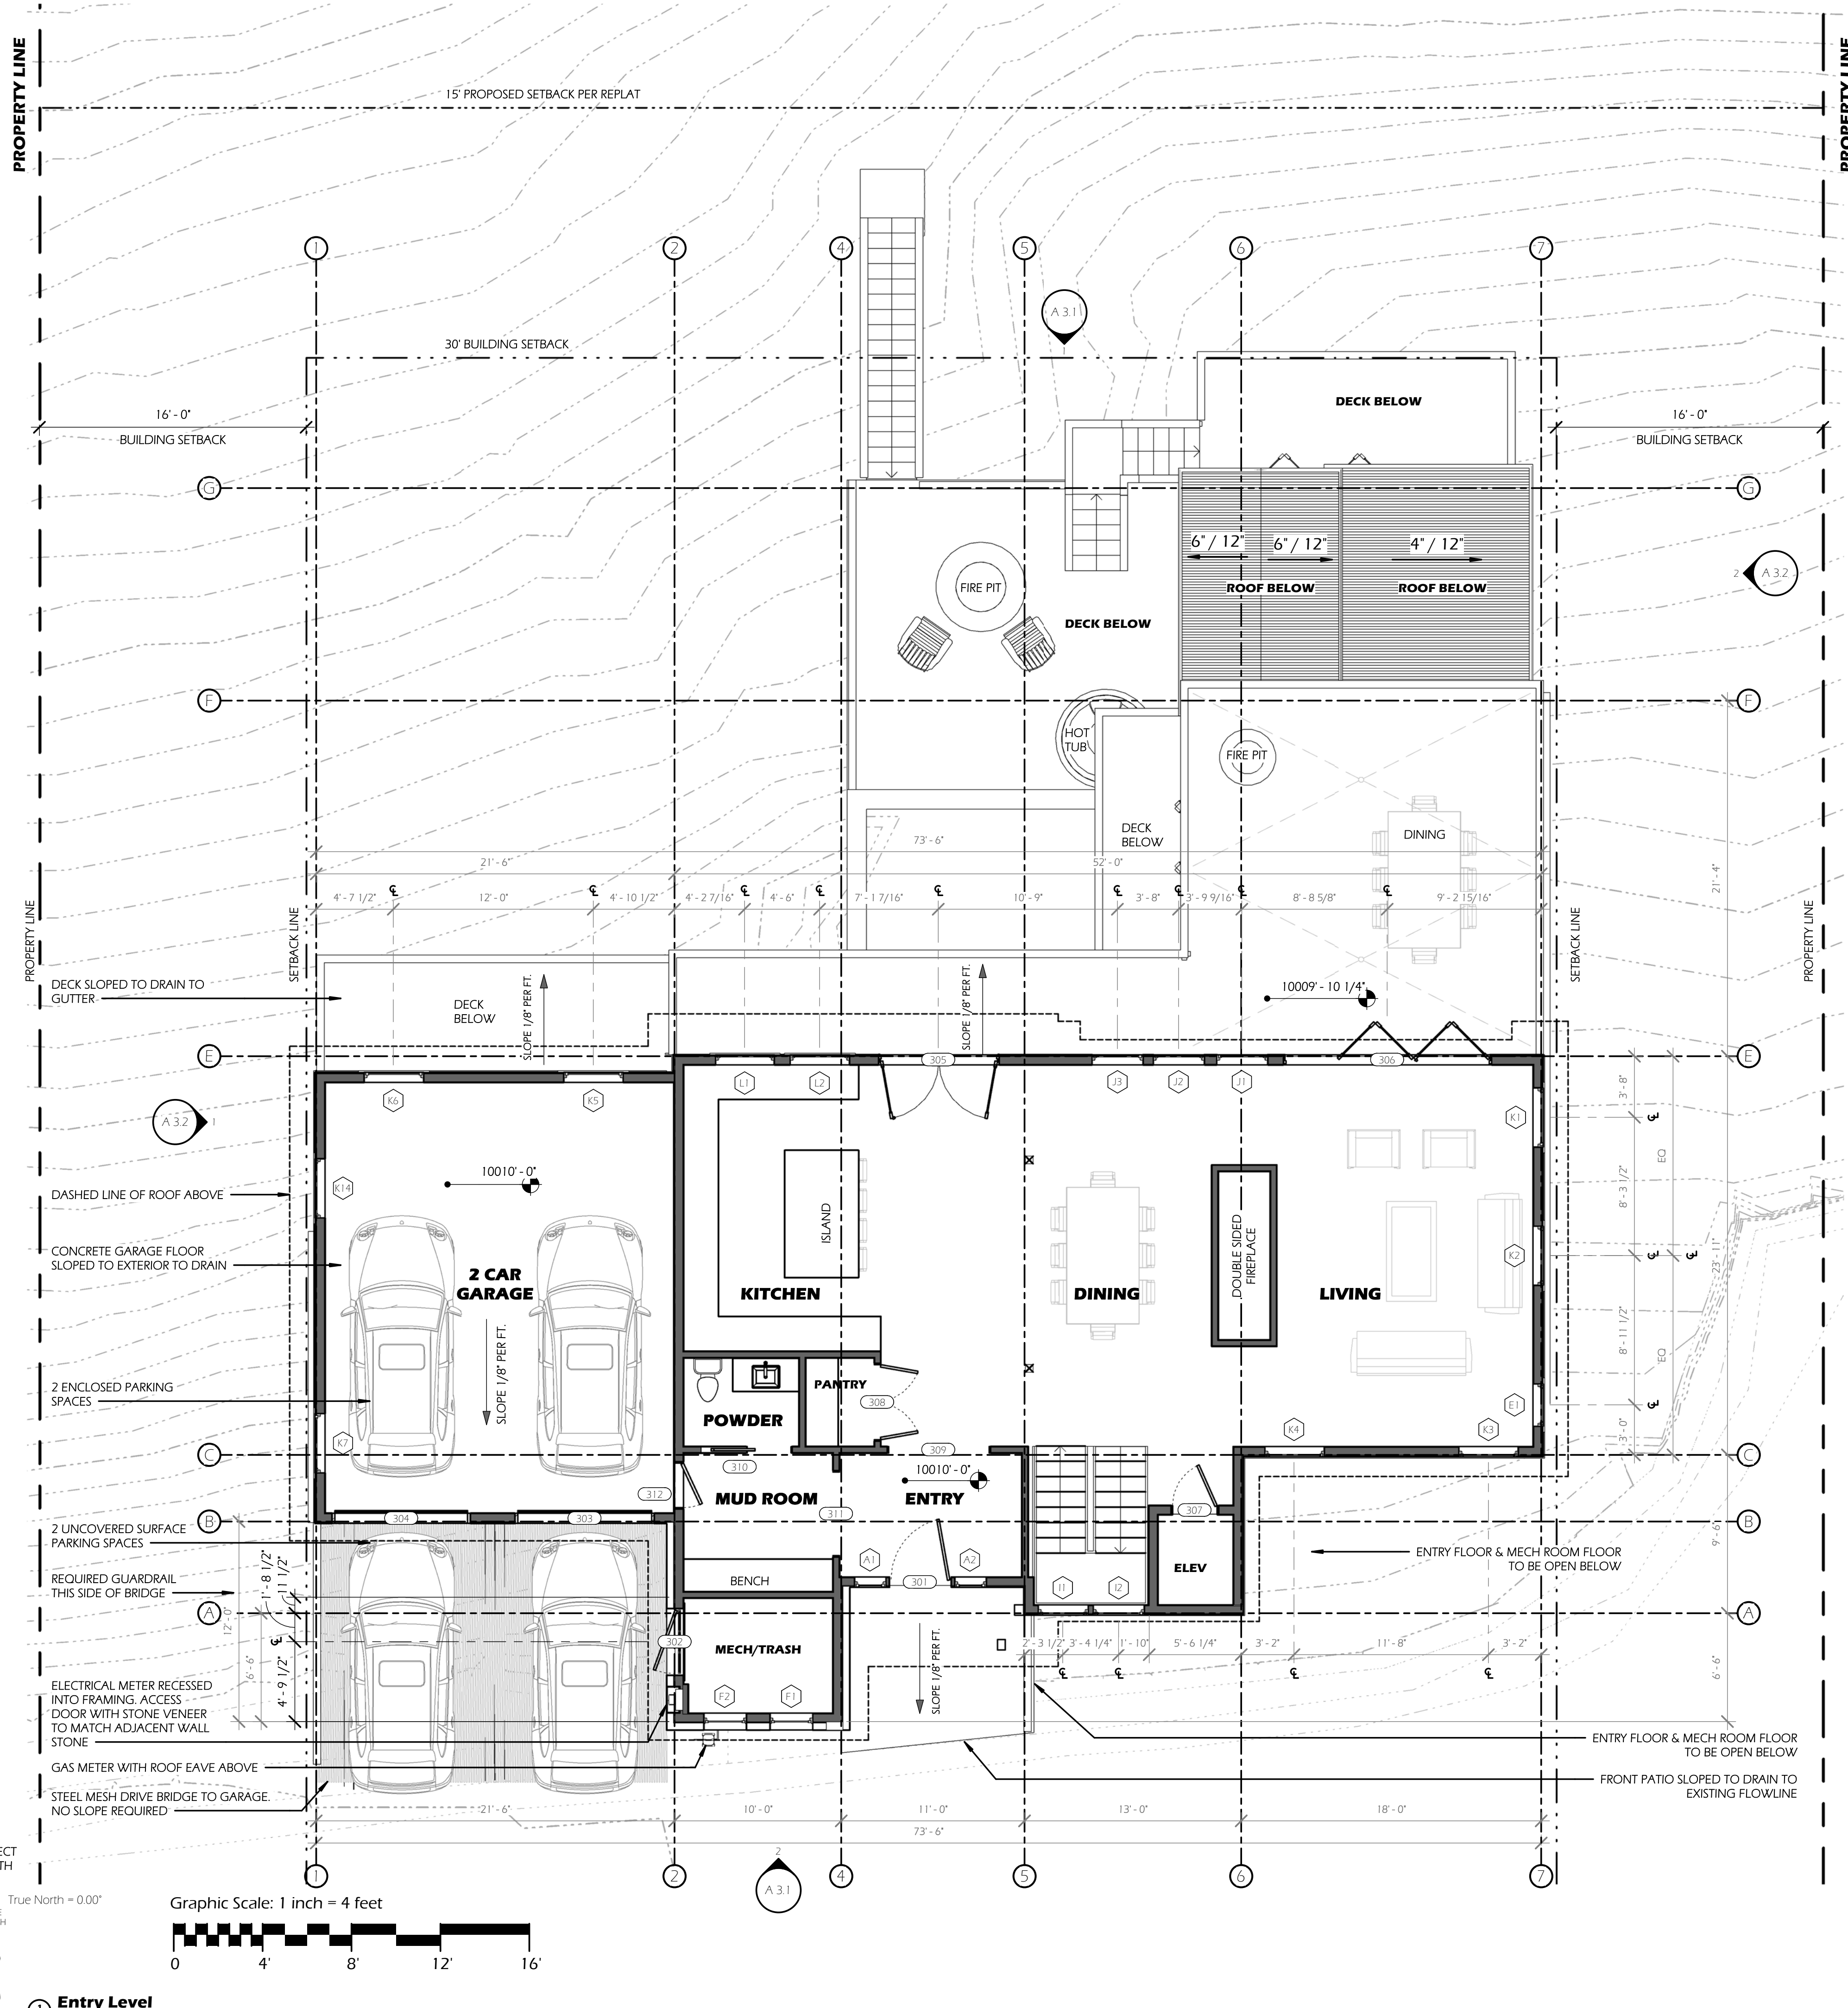 PROPERTY LINE
PROPERTY LINE
15' PROPOSED SETBACK PER REPLAT
1
2
4
5
6
7
A 3.1
30' BUILDING SETBACK
DECK BELOW
16' - 0"
BUILDING SETBACK
16' - 0"
BUILDING SETBACK
G
G
6" / 12"
6" / 12"
4" / 12"
ROOF BELOW
ROOF BELOW
2
A 3.2
FIRE PIT
DECK BELOW
F
F
HOT
TUB
FIRE PIT
DECK
BELOW
DINING
73' - 6"
21' - 6"
52' - 0"
21' - 4"
4' - 7 1/2"
12' - 0"
4' - 10 1/2"
4' - 2 7/16"
4' - 6"
7' - 1 7/16"
10' - 9"
3' - 8"
3' - 9 9/16"
8' - 8 5/8"
9' - 2 15/16"
PROPERTY LINE
SETBACK LINE
SETBACK LINE
PROPERTY LINE
DECK SLOPED TO DRAIN TO
GUTTER
DECK
BELOW
SLOPE 1/8" PER FT.
SLOPE 1/8" PER FT.
10009' - 10 1/4"
E
E
305
306
K6
K5
L1
L2
J3
J2
J1
K1
3' - 8"
A 3.2
1
EQ
K14
10010' - 0"
DASHED LINE OF ROOF ABOVE
8' - 3 1/2"
ISLAND
DOUBLE SIDED
FIREPLACE
CONCRETE GARAGE FLOOR
SLOPED TO EXTERIOR TO DRAIN
K2
23' - 11"
2 CAR
GARAGE
KITCHEN
DINING
LIVING
SLOPE 1/8" PER FT.
8' - 11 1/2"
EQ
2 ENCLOSED PARKING
SPACES
PANTRY
308
POWDER
E1
K7
K4
K3
3' - 0"
C
C
309
310
10010' - 0"
312
MUD ROOM
ENTRY
311
307
B
304
303
B
2 UNCOVERED SURFACE
PARKING SPACES
9' - 6"
ENTRY FLOOR & MECH ROOM FLOOR
TO BE OPEN BELOW
REQUIRED GUARDRAIL
THIS SIDE OF BRIDGE
1' - 8 1/2"
11 1/2"
BENCH
A1
301
A2
I1
I2
ELEV
A
A
12' - 0"
6' - 6"
4' - 9 1/2"
302
MECH/TRASH
2' - 3 1/2"
3' - 4 1/4"
1' - 10"
5' - 6 1/4"
3' - 2"
11' - 8"
3' - 2"
6' - 6"
SLOPE 1/8" PER FT.
ELECTRICAL METER RECESSED
INTO FRAMING. ACCESS
DOOR WITH STONE VENEER
TO MATCH ADJACENT WALL
STONE
F2
F1
ENTRY FLOOR & MECH ROOM FLOOR
TO BE OPEN BELOW
GAS METER WITH ROOF EAVE ABOVE
FRONT PATIO SLOPED TO DRAIN TO
EXISTING FLOWLINE
STEEL MESH DRIVE BRIDGE TO GARAGE.
NO SLOPE REQUIRED
21' - 6"
10' - 0"
11' - 0"
13' - 0"
18' - 0"
73' - 6"
2
A 3.1
1
2
4
5
6
7
True North = 0.00°
Graphic Scale: 1 inch = 4 feet
0
4'
8'
12'
16'
1
Entry Level